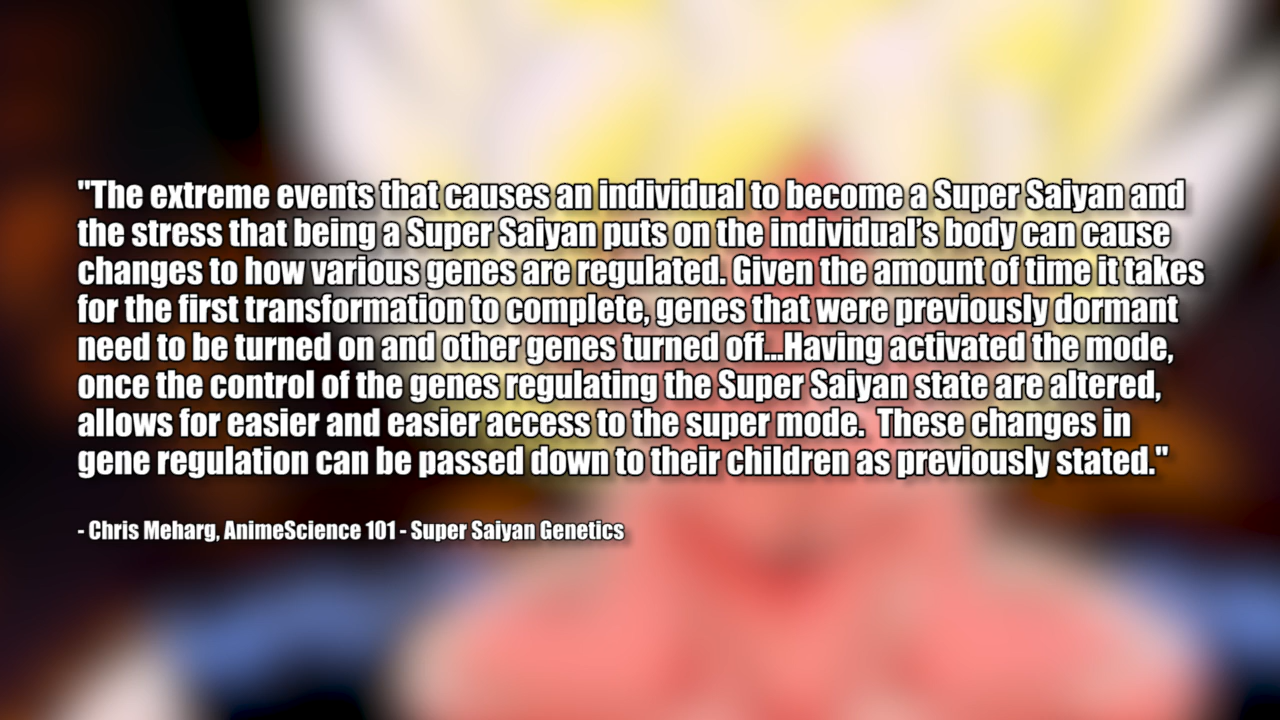 "The extreme events that causes an individual to become a Super Saiyan and
the stress that being a Super Saiyan puts on the individual’s body can cause
changes to how various genes are regulated. Given the amount of time it takes
for the first transformation to complete, genes that were previously dormant
need to be turned on and other genes turned off...Having activated the mode,
once the control of the genes regulating the Super Saiyan state are altered,
allows for easier and easier access to the super mode.  These changes in
gene regulation can be passed down to their children as previously stated."
- Chris Meharg, AnimeScience 101 - Super Saiyan Genetics